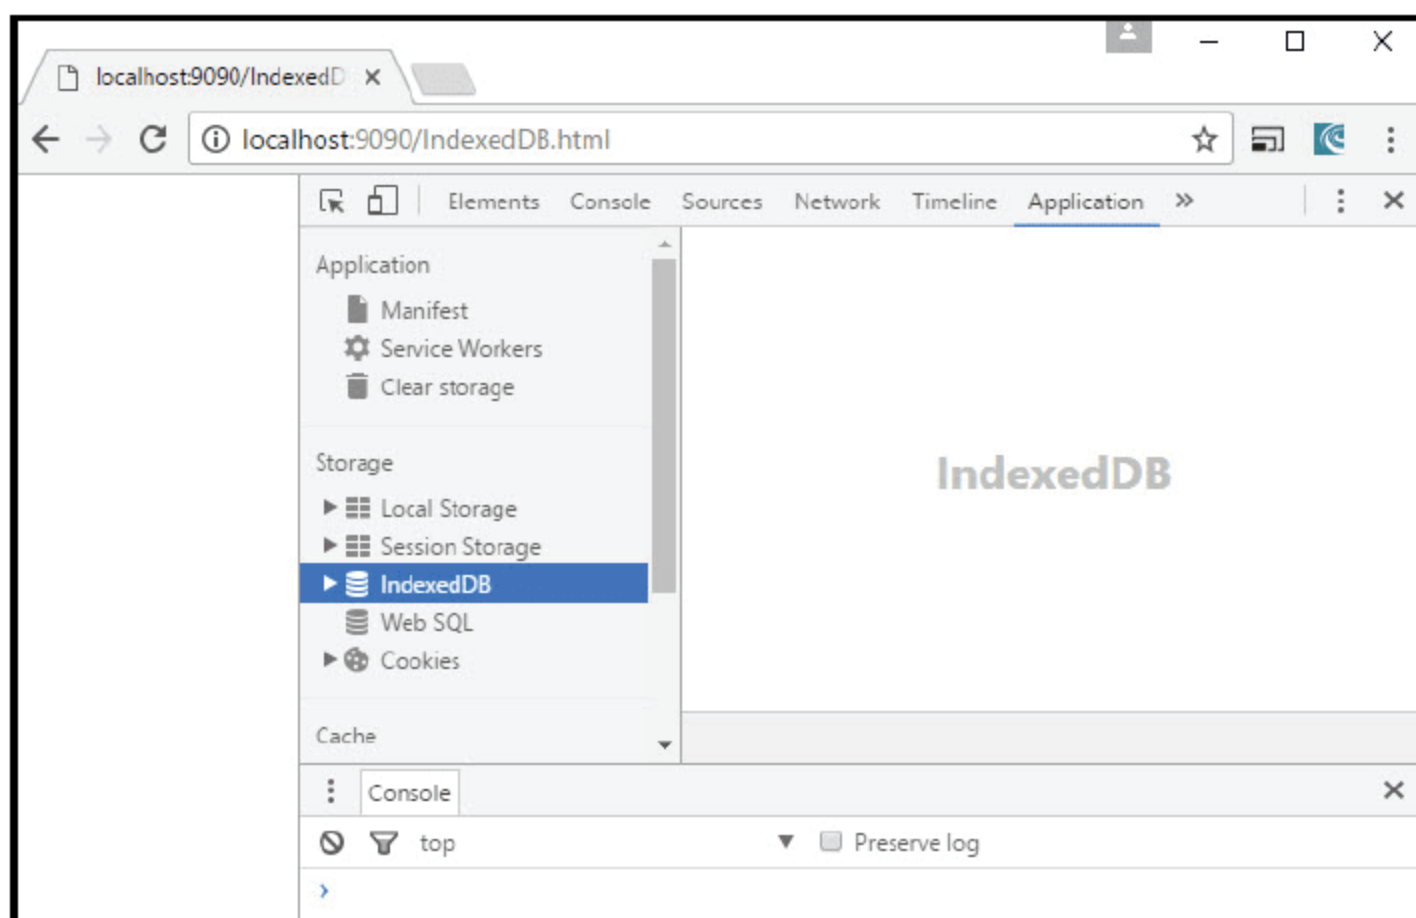 localhost:9090/IndexedD
localhost:9090/IndexedDB.html
Elements Console Sources Network Timeline Application
Application
Manifest
Service Workers
Clear storage
Storage
Local Storage
Session Storage
IndexedDB
Web SQL
Cookies
Cache
IndexedDB
Console
top Preserve log